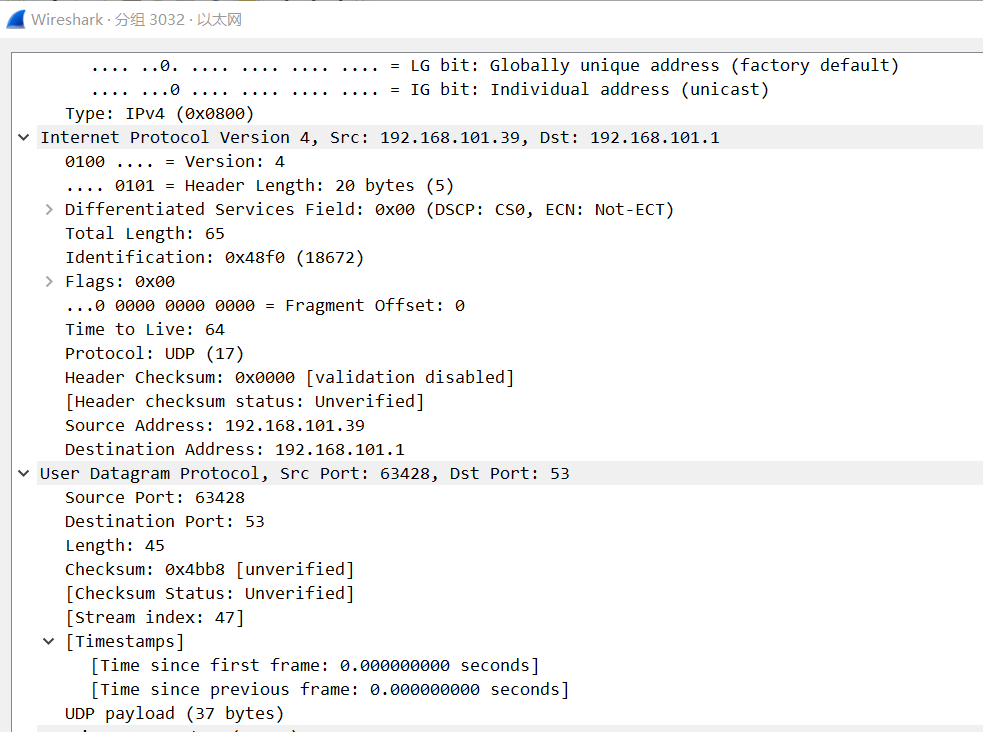 Wireshark · 分组 3032 · 以太网
.... ..0. .... .... .... .... = LG bit: Globally unique address (factory default)
.... ...0 .... .... .... .... = IG bit: Individual address (unicast)
Type: IPv4 (0x0800)
Internet Protocol Version 4, Src: 192.168.101.39, Dst: 192.168.101.1
0100 .... = Version: 4
.... 0101 = Header Length: 20 bytes (5)
Differentiated Services Field: 0x00 (DSCP: CS0, ECN: Not-ECT)
Total Length: 65
Identification: 0x48f0 (18672)
Flags: 0x00
...0 0000 0000 0000 = Fragment Offset: 0
Time to Live: 64
Protocol: UDP (17)
Header Checksum: 0x0000 [validation disabled]
[Header checksum status: Unverified]
Source Address: 192.168.101.39
Destination Address: 192.168.101.1
User Datagram Protocol, Src Port: 63428, Dst Port: 53
Source Port: 63428
Destination Port: 53
Length: 45
Checksum: 0x4bb8 [unverified]
[Checksum Status: Unverified]
[Stream index: 47]
[Timestamps]
[Time since first frame: 0.000000000 seconds]
[Time since previous frame: 0.000000000 seconds]
UDP payload (37 bytes)